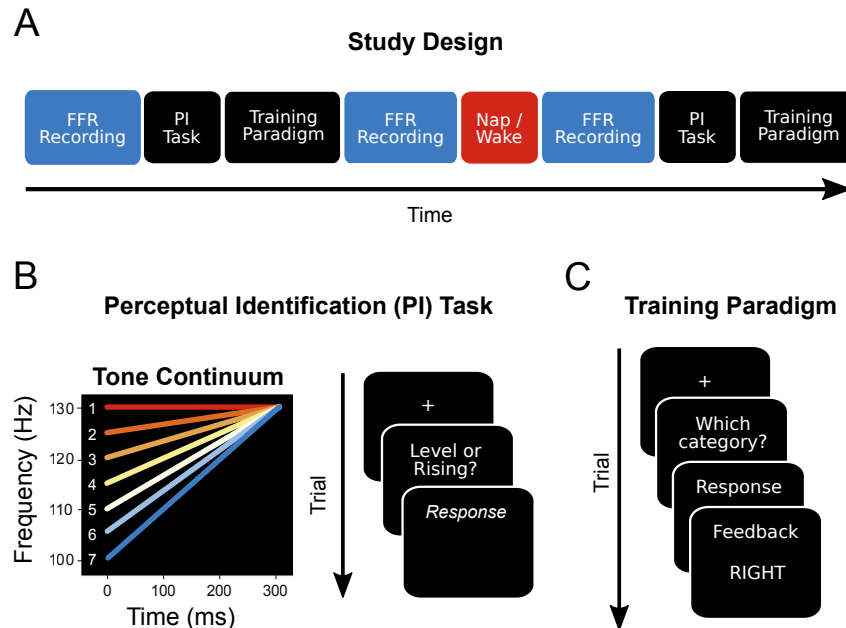 A
Study Design
FFR
Recording
PI
Task
Training
Paradigm
FFR
Recording
Nap /
Wake
FFR
Recording
PI
Task
Training
Paradigm
Time
B
Perceptual Identification (PI) Task
Tone Continuum
Frequency (Hz)
130
120
110
100
1
2
3
4
5
6
7
0
100
200
300
Time (ms)
Trial
+
Level or
Rising?
Response
C
Training Paradigm
Trial
+
Which
category?
Response
Feedback
RIGHT